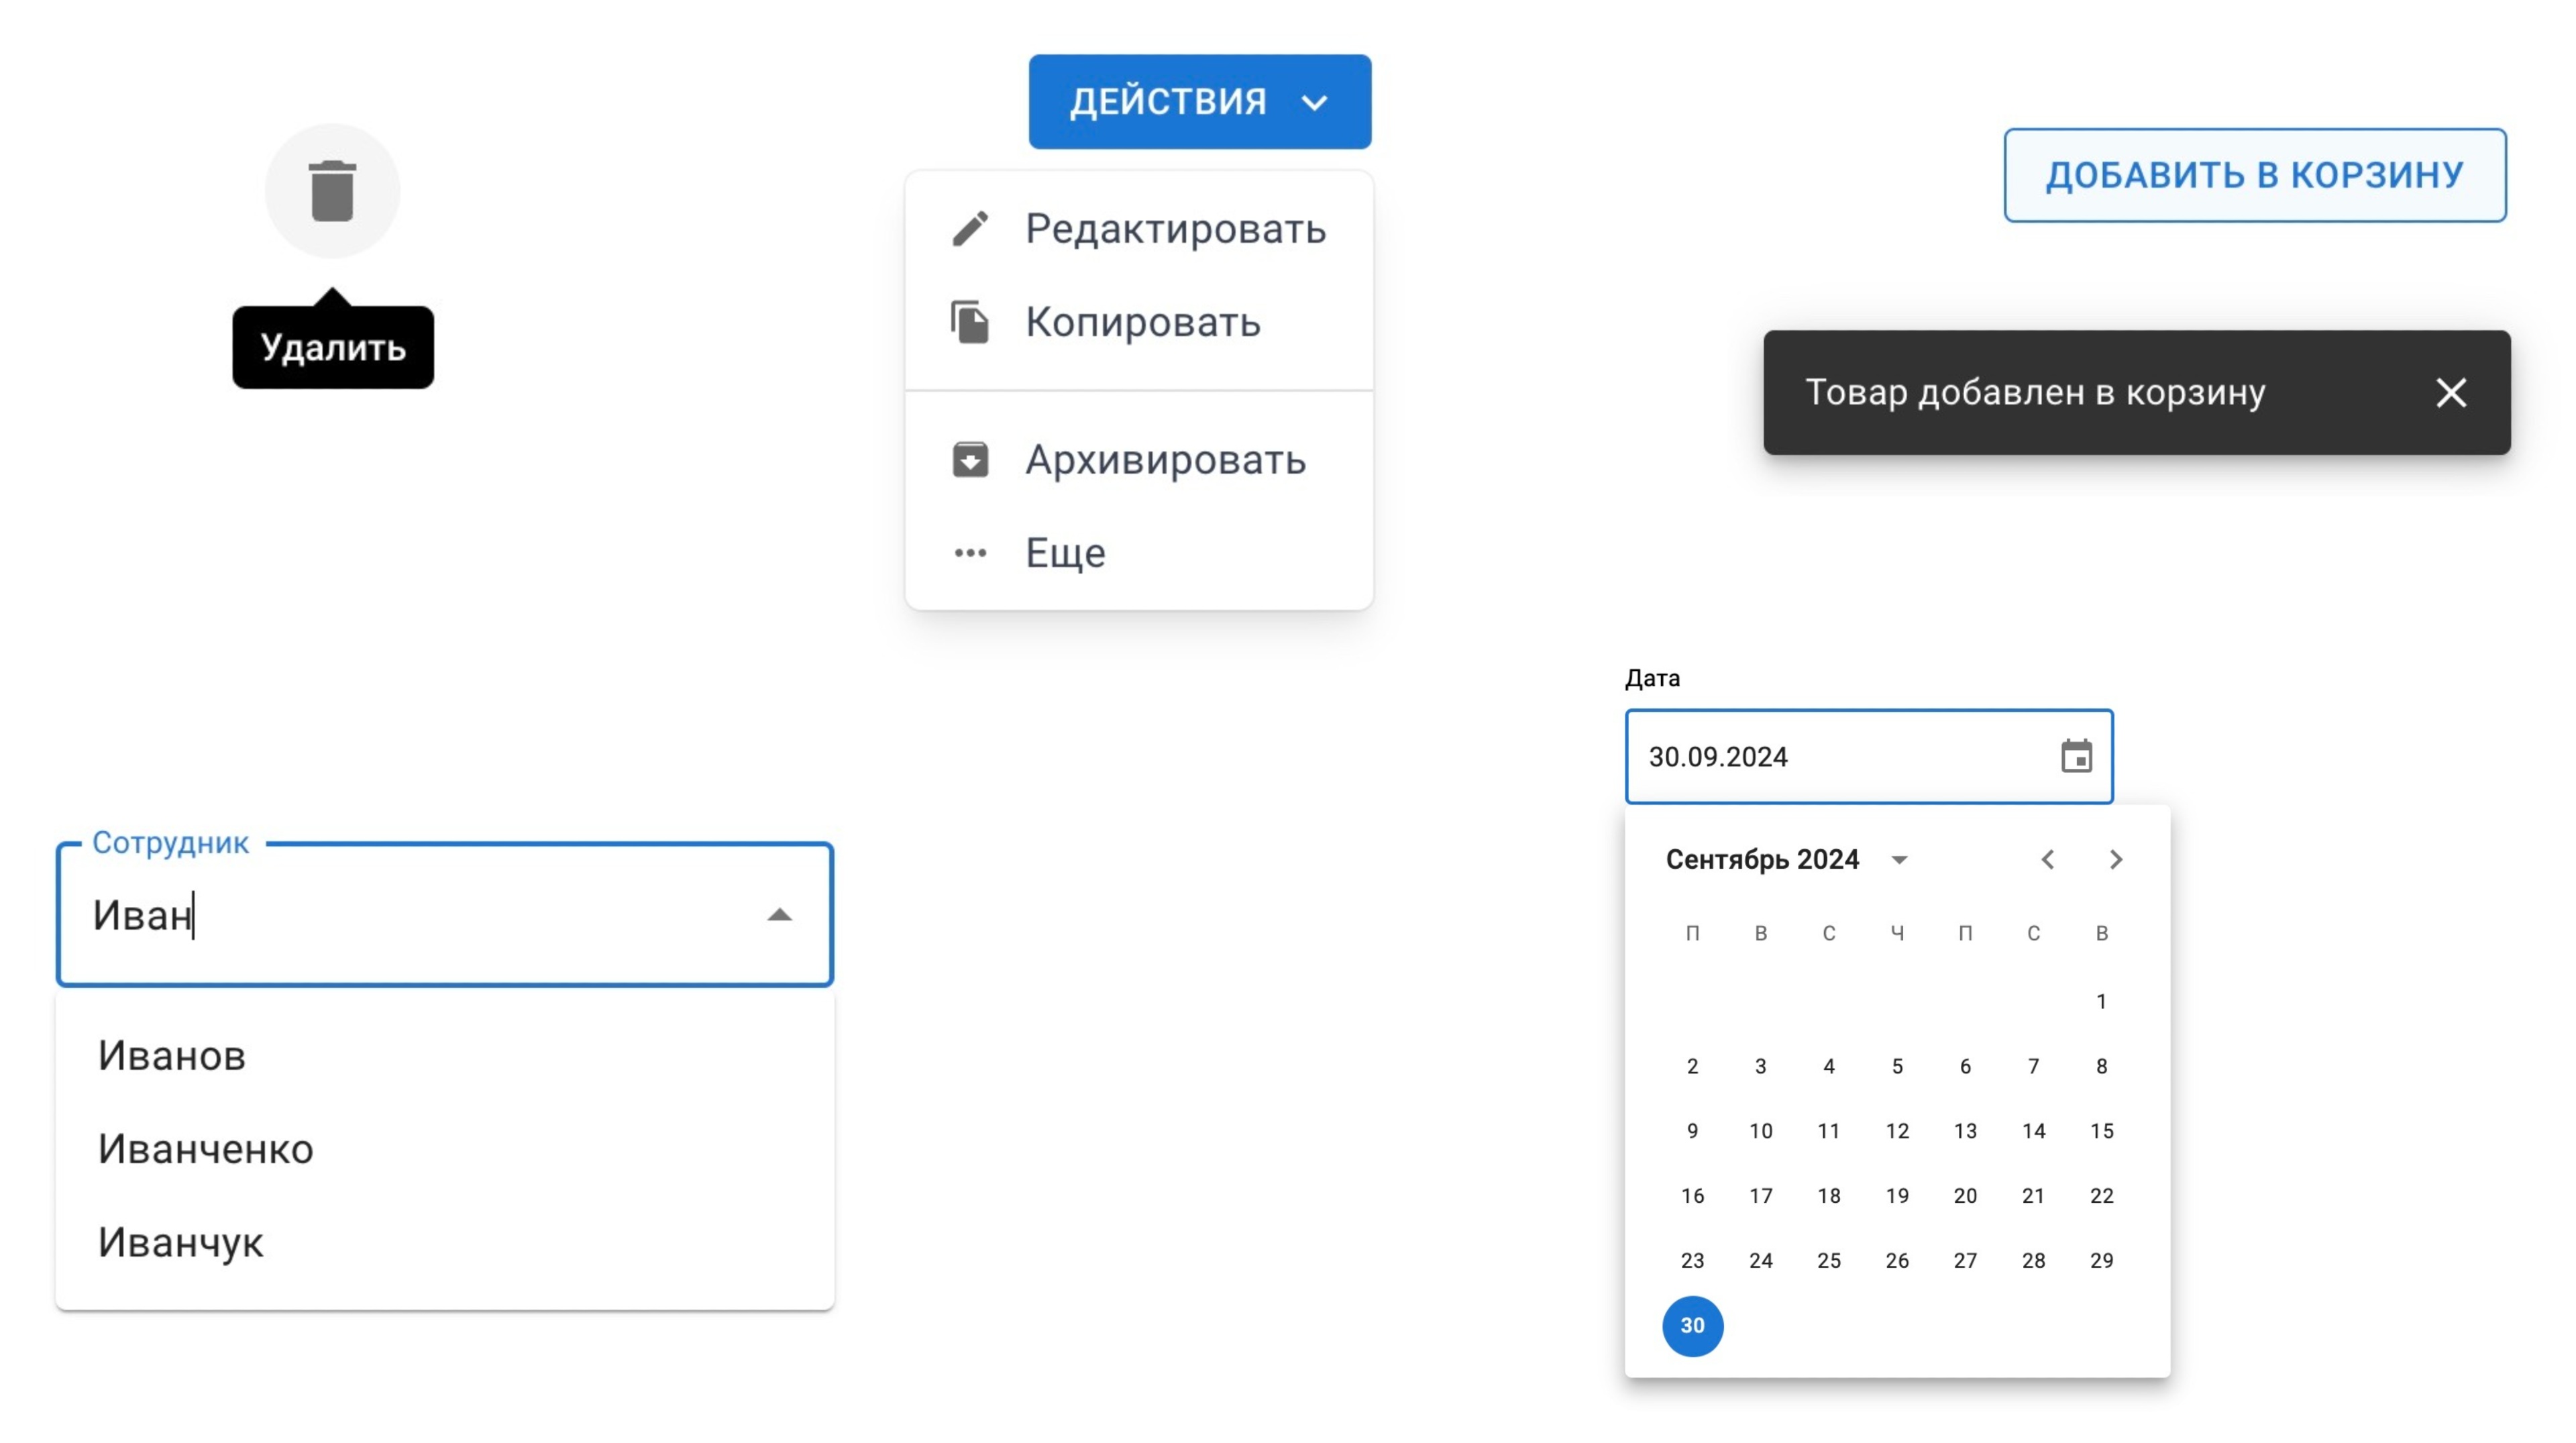 Удалить
ДЕЙСТВИЯ
Редактировать
Копировать
Архивировать
Еще
ДОБАВИТЬ В КОРЗИНУ
Товар добавлен в корзину
Сотрудник
Иван
Иванов
Иванченко
Иванчук
Дата
30.09.2024
Сентябрь 2024
П В С Ч П С В
1
2 3 4 5 6 7 8
9 10 11 12 13 14 15
16 17 18 19 20 21 22
23 24 25 26 27 28 29
30